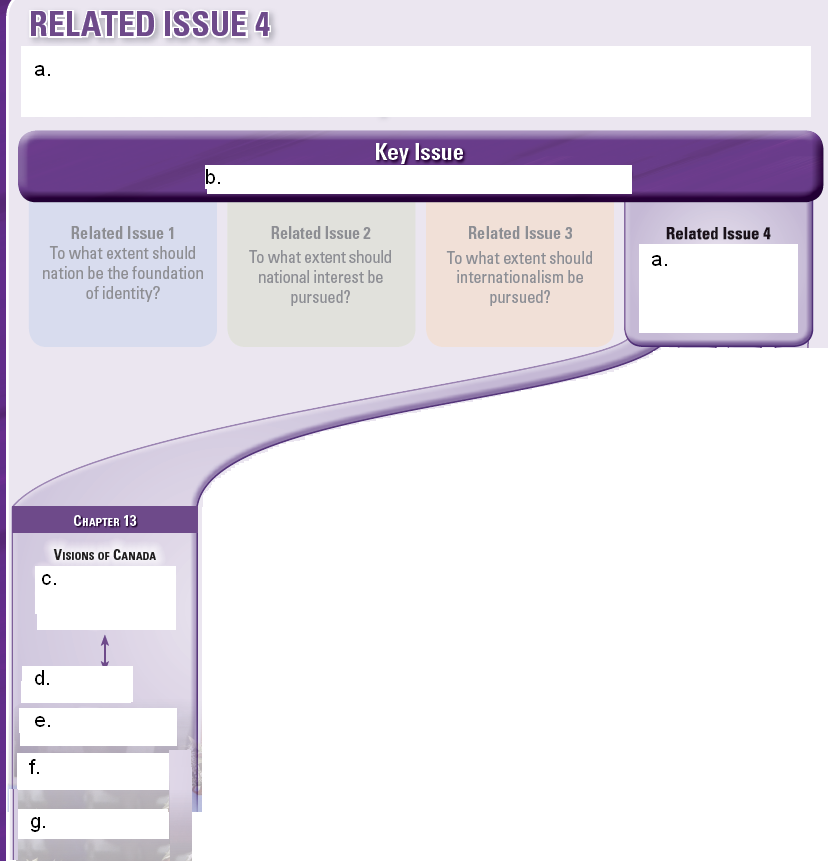 RELATED ISSUE 4
a.
Key Issue
b.
Related Issue 1
To what extent should
nation be the foundation
of identity?
Related Issue 2
To what extent should
national interest be
pursued?
Related Issue 3
To what extent should
internationalism be
pursued?
Related Issue 4
a.
CHAPTER 13
VISIONS OF CANADA
c.
d.
e.
f.
g.